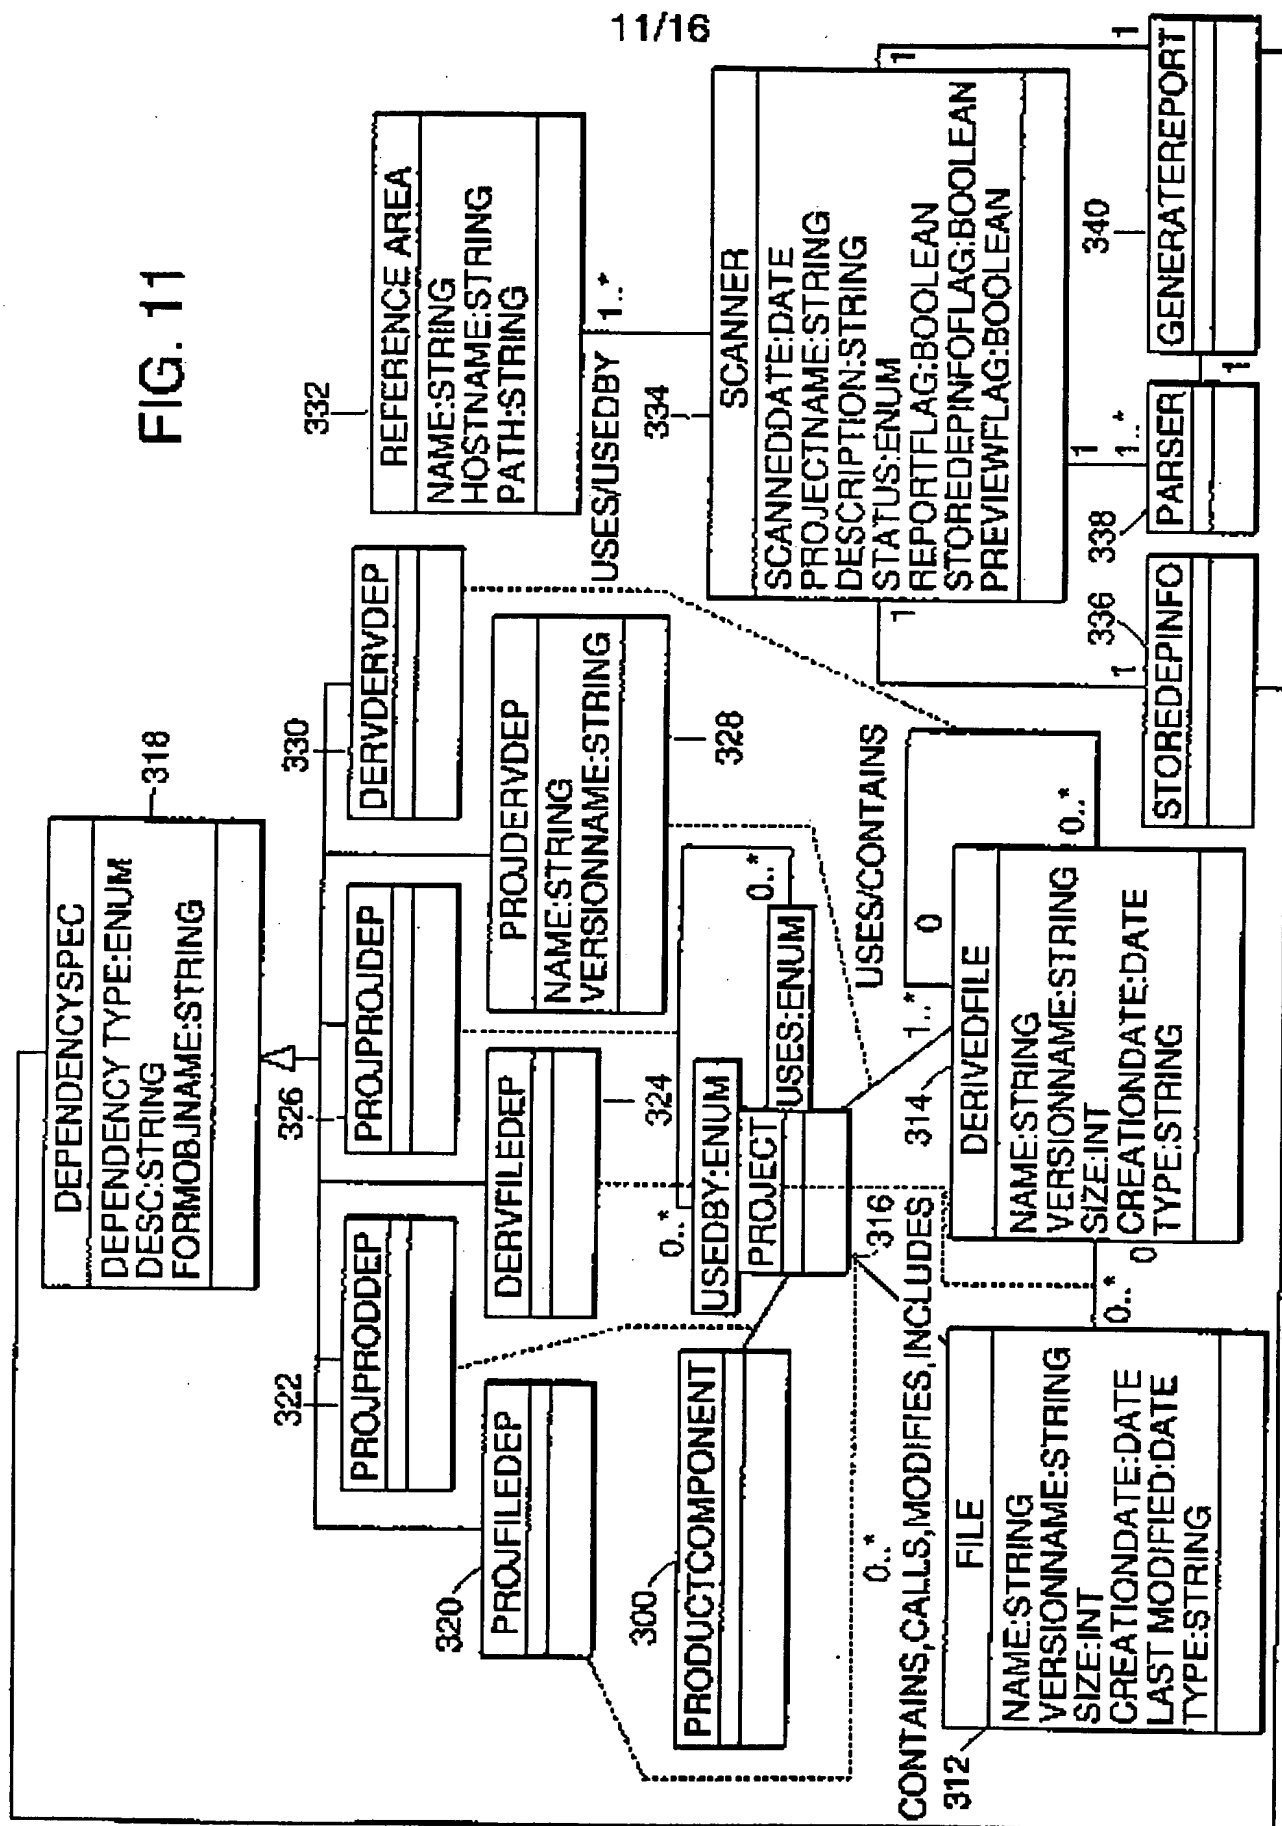 11/16
FIG. 11
DEPENDENCYSPEC
DEPENDENCY TYPE:ENUM
DESC:STRING
FORMOBJNAME:STRING
318
322
PROJPRODDEP
326
PROJPROJDEP
330
DERVDERVDEP
320
PROJFILEDEP
DERVFILEDEP
324
PROJDERVDEP
NAME:STRING
VERSIONNAME:STRING
328
332
REFERENCE AREA
NAME:STRING
HOSTNAME:STRING
PATH:STRING
USES/USEDBY
1..*
300
PRODUCTCOMPONENT
0..*
USEDBY:ENUM
PROJECT
USES:ENUM
0..*
316
0..*
CONTAINS,CALLS,MODIFIES,INCLUDES
312
FILE
NAME:STRING
VERSIONNAME:STRING
SIZE:INT
CREATIONDATE:DATE
LAST MODIFIED:DATE
TYPE:STRING
0..*
0
314
1..*
0
USES/CONTAINS
DERIVEDFILE
NAME:STRING
VERSIONNAME:STRING
SIZE:INT
CREATIONDATE:DATE
TYPE:STRING
0..*
334
SCANNER
SCANNEDDATE:DATE
PROJECTNAME:STRING
DESCRIPTION:STRING
STATUS:ENUM
REPORTFLAG:BOOLEAN
STOREDEPINFOFLAG:BOOLEAN
PREVIEWFLAG:BOOLEAN
1
1
1
336
1
STOREDEPINFO
338
1..*
PARSER
1
340
1
GENERATEREPORT